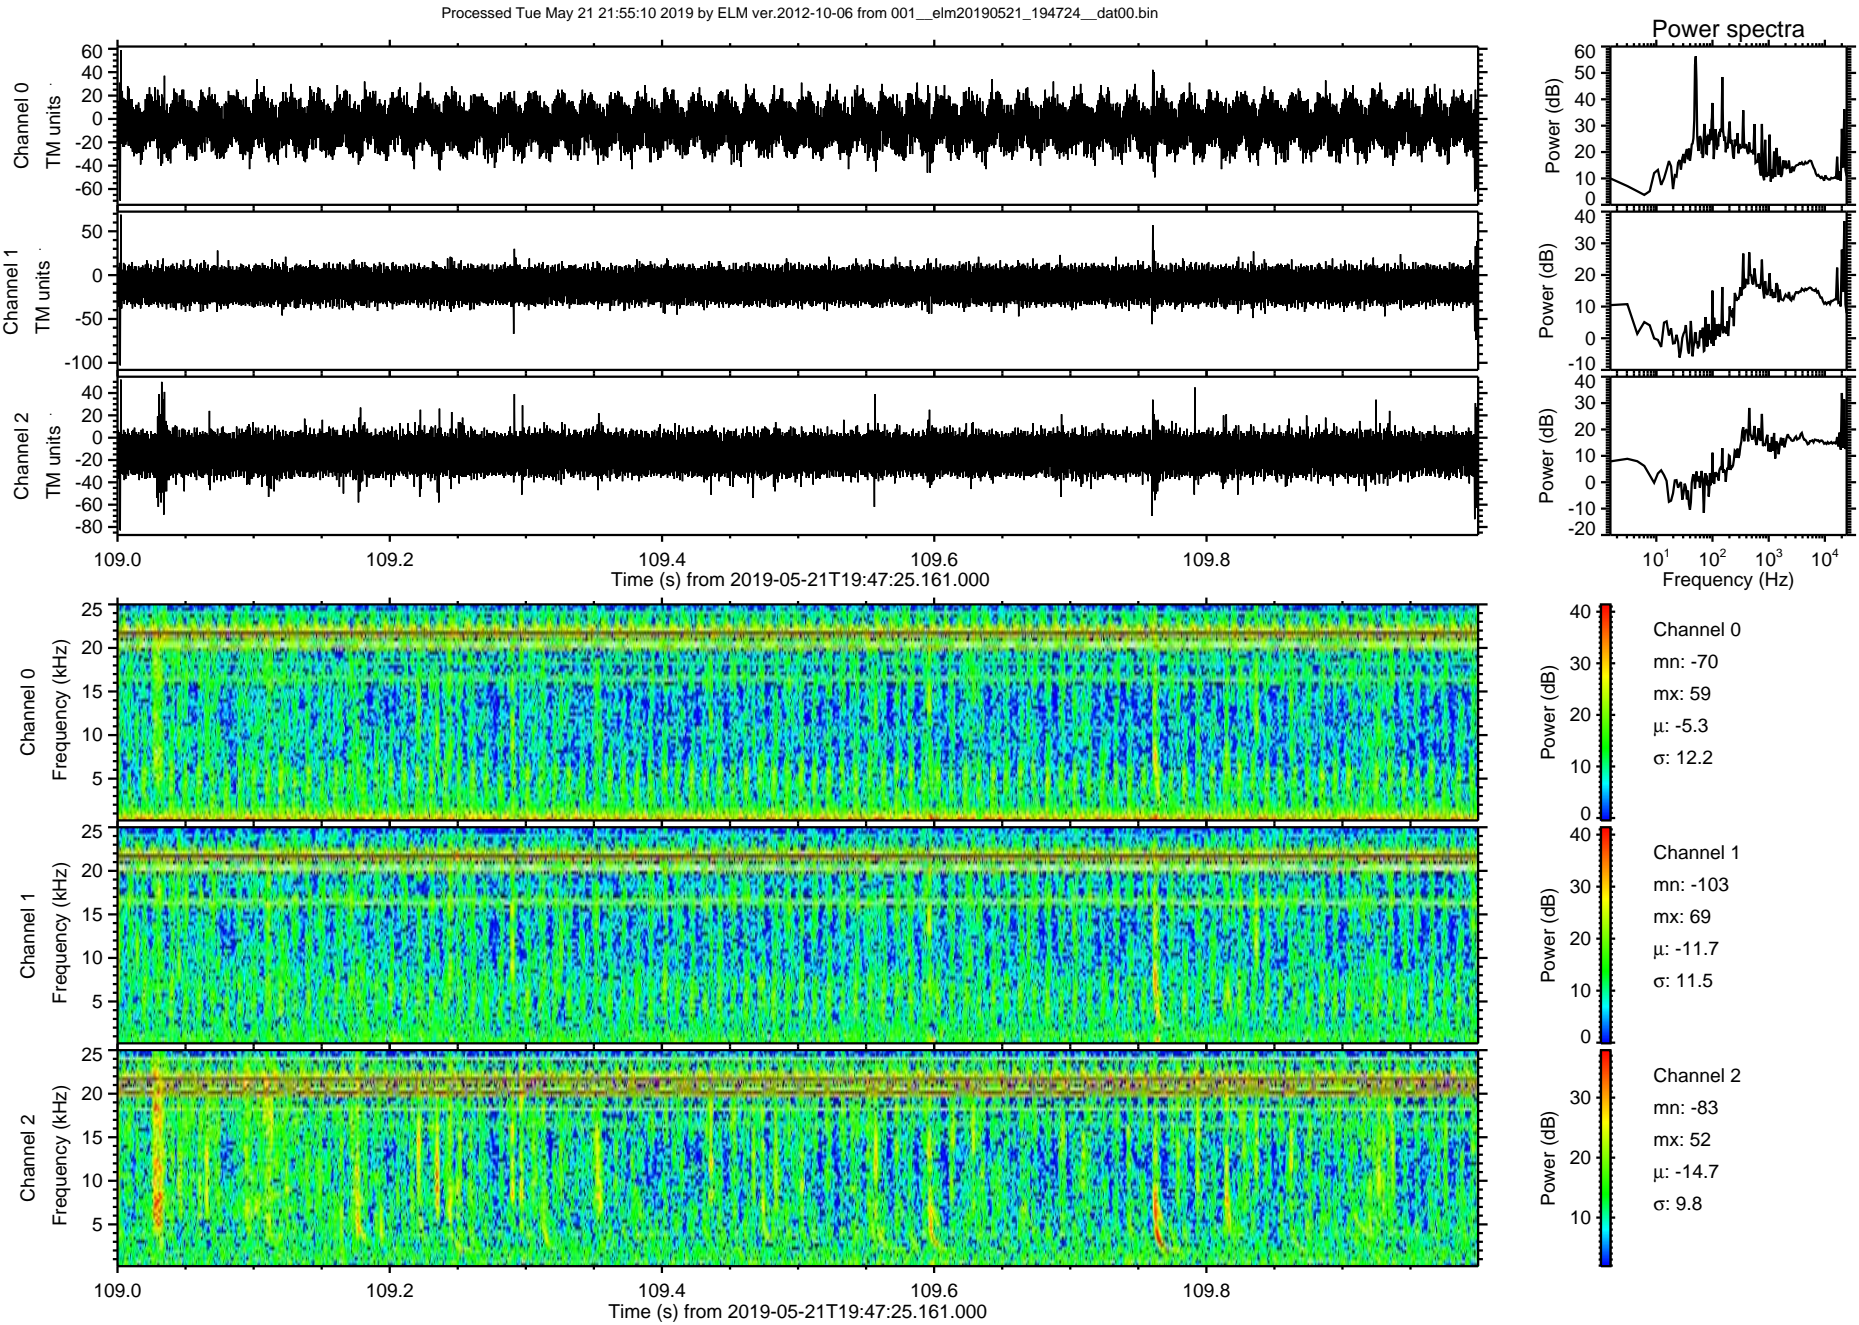 Processed Tue May 21 21:55:10 2019 by ELM ver.2012-10-06 from 001__elm20190521_194724__dat00.bin
Power spectra
Channel 0
TM units
60
40
20
0
-20
-40
-60
Power (dB)
60
50
40
30
20
10
0
Channel 1
TM units
50
0
-50
-100
Power (dB)
40
30
20
10
0
-10
Channel 2
TM units
40
20
0
-20
-40
-60
-80
Power (dB)
40
30
20
10
0
-10
-20
109.0 109.2 109.4 109.6 109.8
Time (s) from 2019-05-21T19:47:25.161.000
10¹ 10² 10³ 10⁴
Frequency (Hz)
Channel 0
Frequency (kHz)
25
20
15
10
5
Power (dB)
40
30
20
10
0
Channel 0
mn: -70
mx: 59
μ: -5.3
σ: 12.2
Channel 1
Frequency (kHz)
25
20
15
10
5
Power (dB)
40
30
20
10
0
Channel 1
mn: -103
mx: 69
μ: -11.7
σ: 11.5
Channel 2
Frequency (kHz)
25
20
15
10
5
Power (dB)
30
20
10
Channel 2
mn: -83
mx: 52
μ: -14.7
σ: 9.8
109.0 109.2 109.4 109.6 109.8
Time (s) from 2019-05-21T19:47:25.161.000